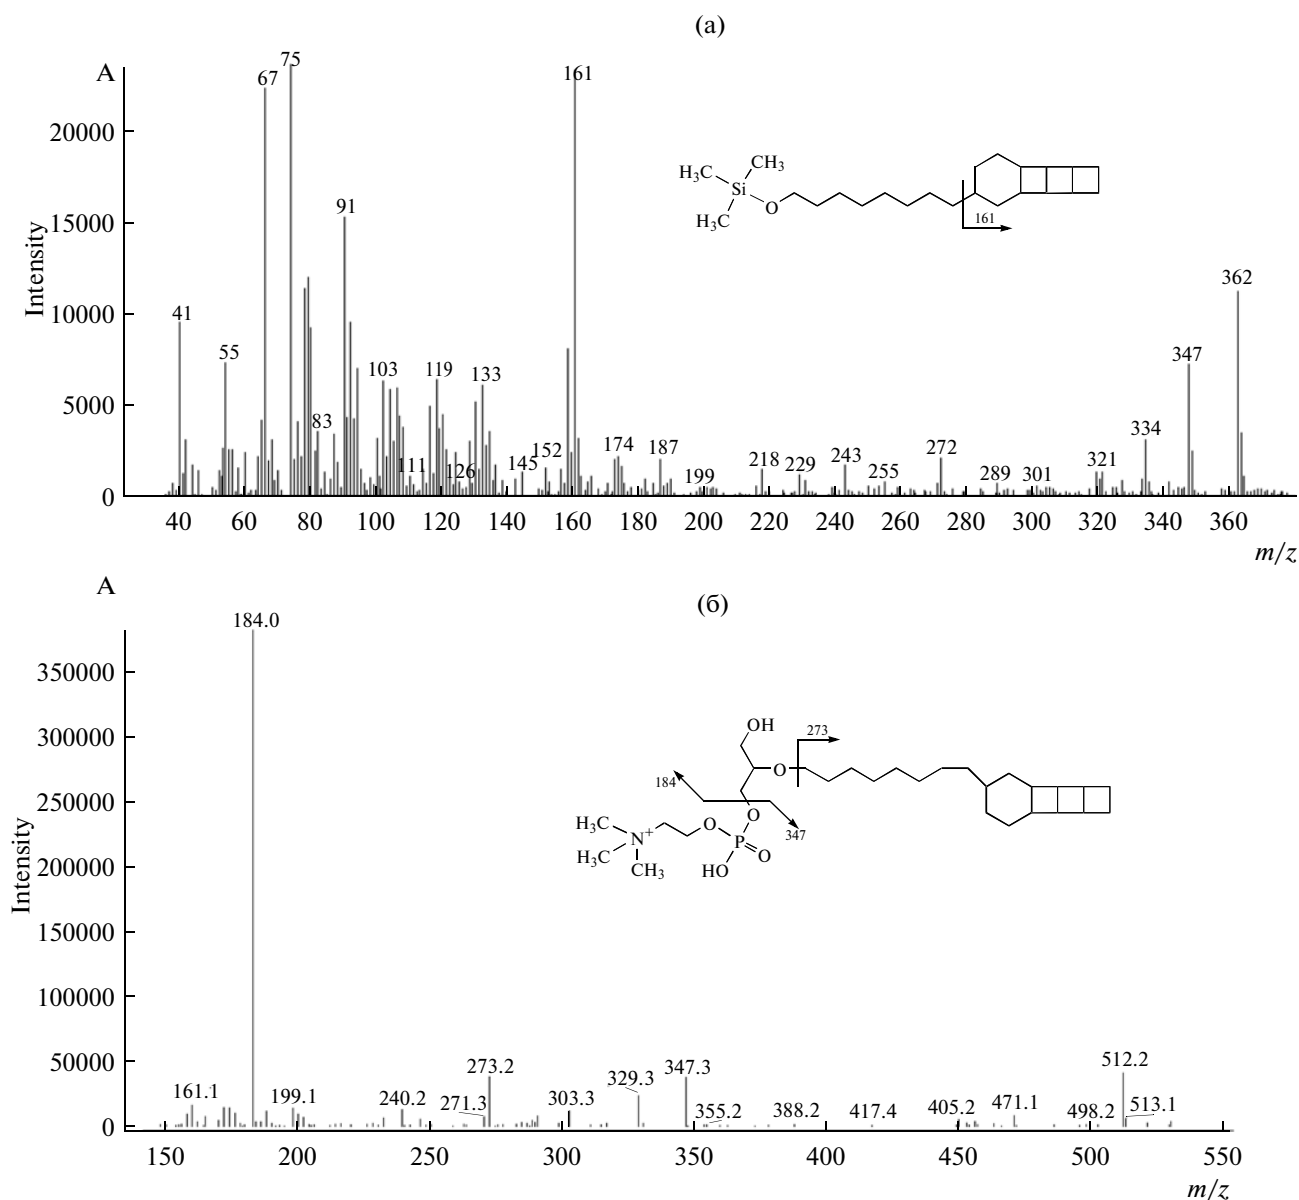 (а)
A
Intensity
20000
15000
10000
5000
0
41
55
67
75
83
91
103
111
119
126
133
145
152
161
174
187
199
218
229
243
255
272
289
301
321
334
347
362
H₃C
CH₃
Si
H₃C
O
161
40 60 80 100 120 140 160 180 200 220 240 260 280 300 320 340 360
m/z
A
(б)
Intensity
350000
300000
250000
200000
150000
100000
50000
0
184.0
161.1
199.1
240.2
271.3
273.2
303.3
329.3
347.3
355.2
388.2
417.4
405.2
471.1
498.2
512.2
513.1
OH
273
O
184
O
347
H₃C
N⁺
O
P
O
H₃C
CH₃
HO
150 200 250 300 350 400 450 500 550
m/z